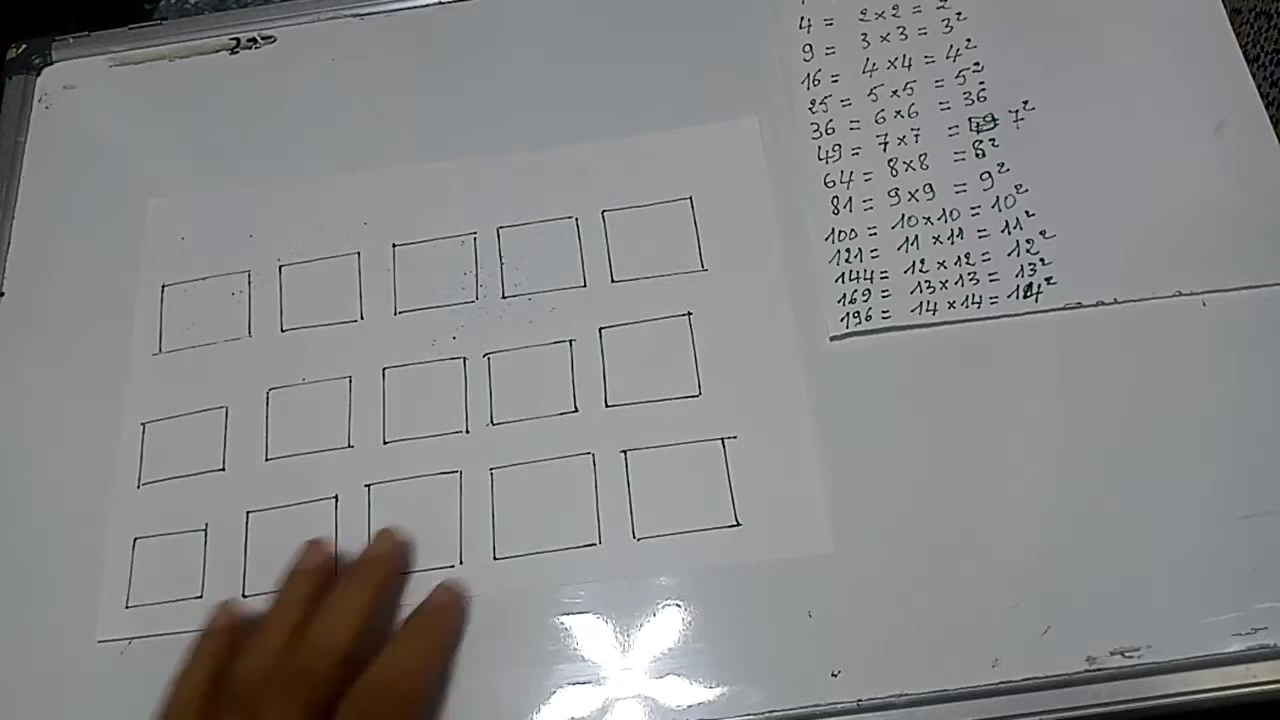 4 = 2×2 = 2
9 = 3×3 = 3²
16 = 4×4 = 4²
25 = 5×5 = 5²
36 = 6×6 = 36
49 = 7×7 = 7²
64 = 8×8 = 8²
81 = 9×9 = 9²
100 = 10×10 = 10²
121 = 11×11 = 11²
144 = 12×12 = 12²
169 = 13×13 = 13²
196 = 14×14 = 14²